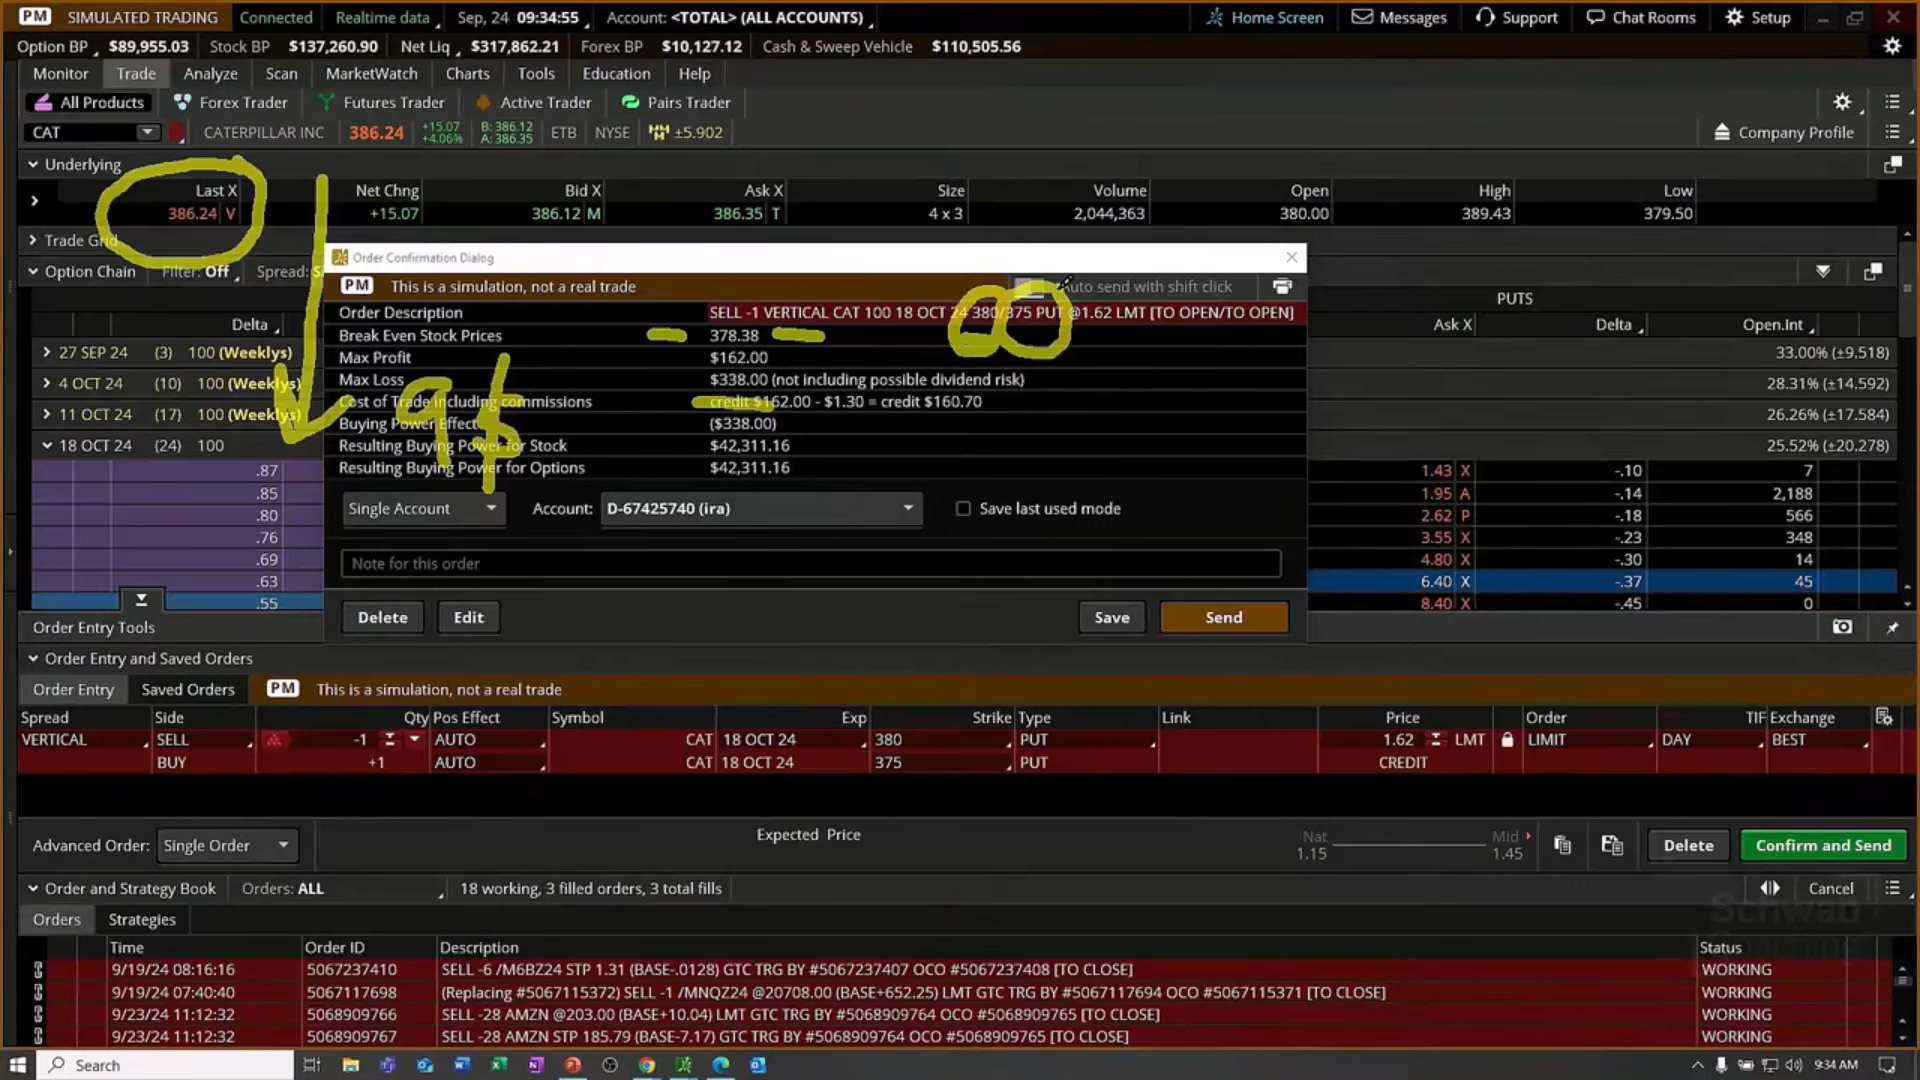 PM SIMULATED TRADING Connected Realtime data Sep, 24 09:34:55 Account: <TOTAL> (ALL ACCOUNTS) Home Screen Messages Support Chat Rooms Setup
Option BP $89,955.03 Stock BP $137,260.90 Net Liq $317,862.21 Forex BP $10,127.12 Cash & Sweep Vehicle $110,505.56
Monitor Trade Analyze Scan MarketWatch Charts Tools Education Help
All Products Forex Trader Futures Trader Active Trader Pairs Trader
CAT CATERPILLAR INC 386.24 +15.07 +4.06% B: 386.12 A: 386.35 ETB NYSE ±5.902 Company Profile
Underlying
Last X Net Chng Bid X Ask X Size Volume Open High Low
386.24 V +15.07 386.12 M 386.35 T 4 x 3 2,044,363 380.00 389.43 379.50
Trade Grid
Option Chain Filter: Off Spread:
Order Confirmation Dialog
PM This is a simulation, not a real trade Auto send with shift click
Order Description SELL -1 VERTICAL CAT 100 18 OCT 24 380/375 PUT @1.62 LMT [TO OPEN/TO OPEN]
Break Even Stock Prices 378.38
Max Profit $162.00
Max Loss $338.00 (not including possible dividend risk)
Cost of Trade including commissions credit $162.00 - $1.30 = credit $160.70
Buying Power Effect ($338.00)
Resulting Buying Power for Stock $42,311.16
Resulting Buying Power for Options $42,311.16
9$
Single Account Account: D-67425740 (ira) Save last used mode
Note for this order
Delete Edit Save Send
Delta
27 SEP 24 (3) 100 (Weeklys)
4 OCT 24 (10) 100 (Weeklys)
11 OCT 24 (17) 100 (Weeklys)
18 OCT 24 (24) 100
.87
.85
.80
.76
.69
.63
.55
PUTS
Ask X Delta Open.Int
33.00% (±9.518)
28.31% (±14.592)
26.26% (±17.584)
25.52% (±20.278)
1.43 X -.10 7
1.95 A -.14 2,188
2.62 P -.18 566
3.55 X -.23 348
4.80 X -.30 14
6.40 X -.37 45
8.40 X -.45 0
Order Entry Tools
Order Entry and Saved Orders
Order Entry Saved Orders PM This is a simulation, not a real trade
Spread Side Qty Pos Effect Symbol Exp Strike Type Link Price Order TIF Exchange
VERTICAL SELL -1 AUTO CAT 18 OCT 24 380 PUT 1.62 LMT LIMIT DAY BEST
BUY +1 AUTO CAT 18 OCT 24 375 PUT CREDIT
Advanced Order: Single Order Expected Price Nat 1.15 Mid 1.45 Delete Confirm and Send
Order and Strategy Book Orders: ALL 18 working, 3 filled orders, 3 total fills Cancel
Schwab
Orders Strategies
Time Order ID Description Status
9/19/24 08:16:16 5067237410 SELL -6 /M6BZ24 STP 1.31 (BASE-.0128) GTC TRG BY #5067237407 OCO #5067237408 [TO CLOSE] WORKING
9/19/24 07:40:40 5067117698 (Replacing #5067115372) SELL -1 /MNQZ24 @20708.00 (BASE+652.25) LMT GTC TRG BY #5067117694 OCO #5067115371 [TO CLOSE] WORKING
9/23/24 11:12:32 5068909766 SELL -28 AMZN @203.00 (BASE+10.04) LMT GTC TRG BY #5068909764 OCO #5068909765 [TO CLOSE] WORKING
9/23/24 11:12:32 5068909767 SELL -28 AMZN STP 185.79 (BASE-7.17) GTC TRG BY #5068909764 OCO #5068909765 [TO CLOSE] WORKING
Search 9:34 AM